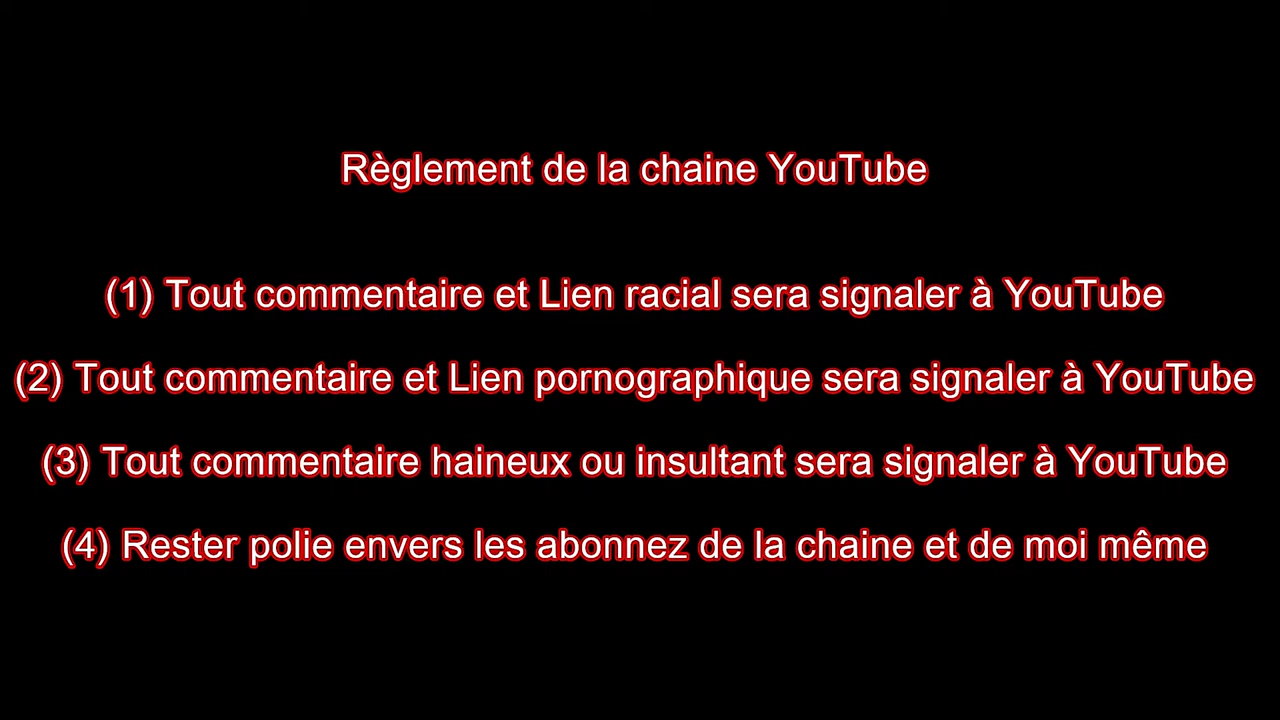 Règlement de la chaine YouTube
(1) Tout commentaire et Lien racial sera signaler à YouTube
(2) Tout commentaire et Lien pornographique sera signaler à YouTube
(3) Tout commentaire haineux ou insultant sera signaler à YouTube
(4) Rester polie envers les abonnez de la chaine et de moi même